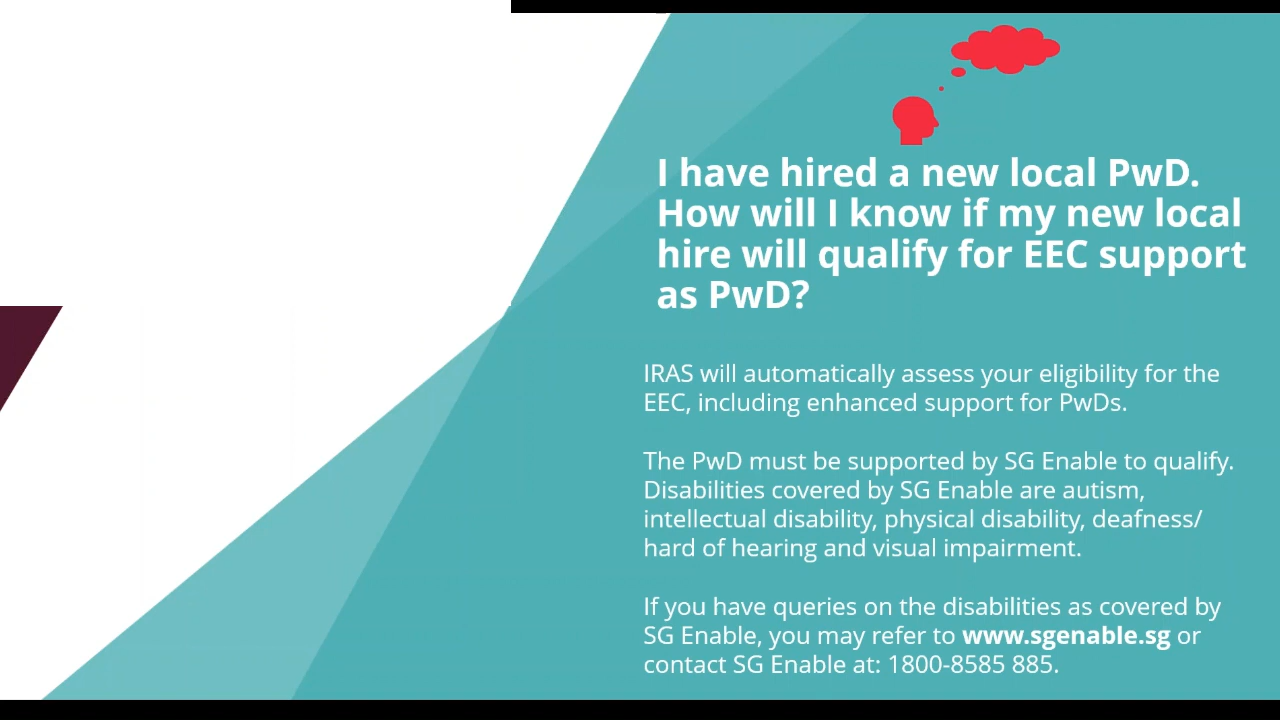 I have hired a new local PwD.
How will I know if my new local
hire will qualify for EEC support
as PwD?
IRAS will automatically assess your eligibility for the
EEC, including enhanced support for PwDs.
The PwD must be supported by SG Enable to qualify.
Disabilities covered by SG Enable are autism,
intellectual disability, physical disability, deafness/
hard of hearing and visual impairment.
If you have queries on the disabilities as covered by
SG Enable, you may refer to www.sgenable.sg or
contact SG Enable at: 1800-8585 885.